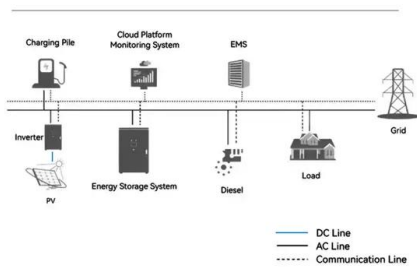 Charging Pile
Cloud Platform
Monitoring System
EMS
Grid
Inverter
PV
Energy Storage System
Diesel
Load
DC Line
AC Line
Communication Line